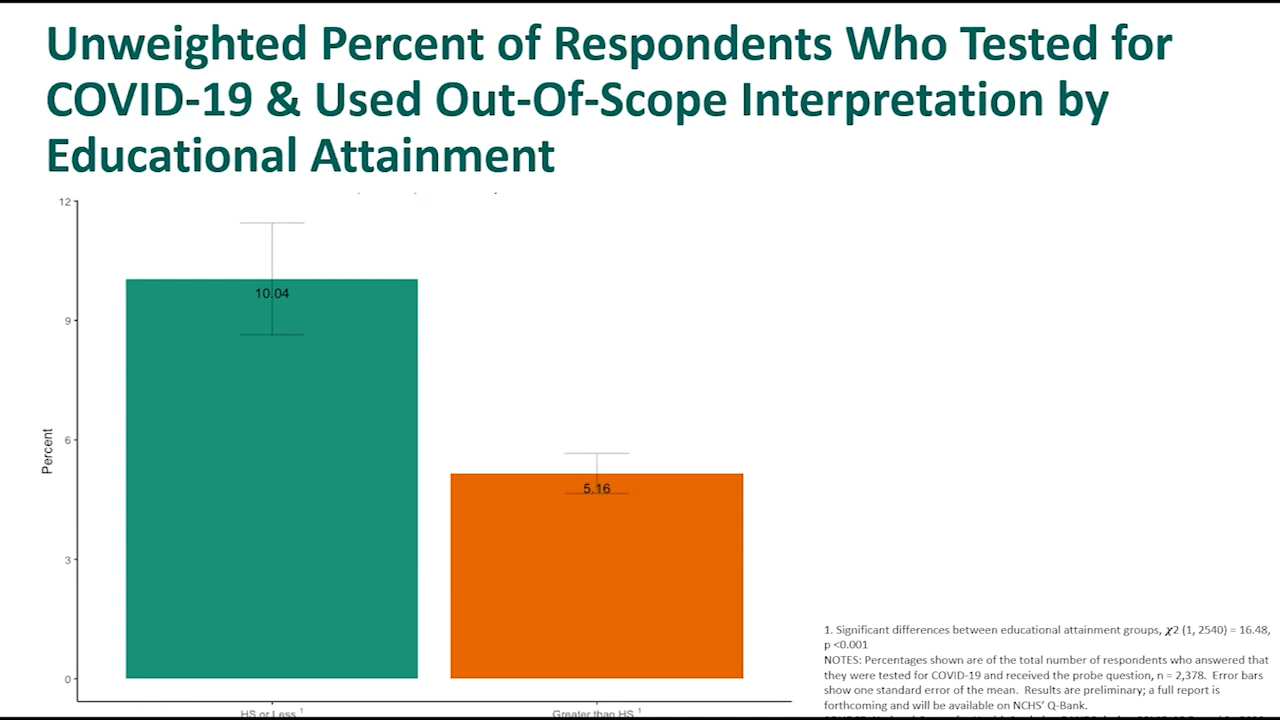 Unweighted Percent of Respondents Who Tested for
COVID-19 & Used Out-Of-Scope Interpretation by
Educational Attainment
12
10.04
9
Percent
6
5.16
3
0
HS or Less 1
Greater than HS 1
1. Significant differences between educational attainment groups, χ2 (1, 2540) = 16.48,
p <0.001
NOTES: Percentages shown are of the total number of respondents who answered that
they were tested for COVID-19 and received the probe question, n = 2,378. Error bars
show one standard error of the mean. Results are preliminary; a full report is
forthcoming and will be available on NCHS' Q-Bank.